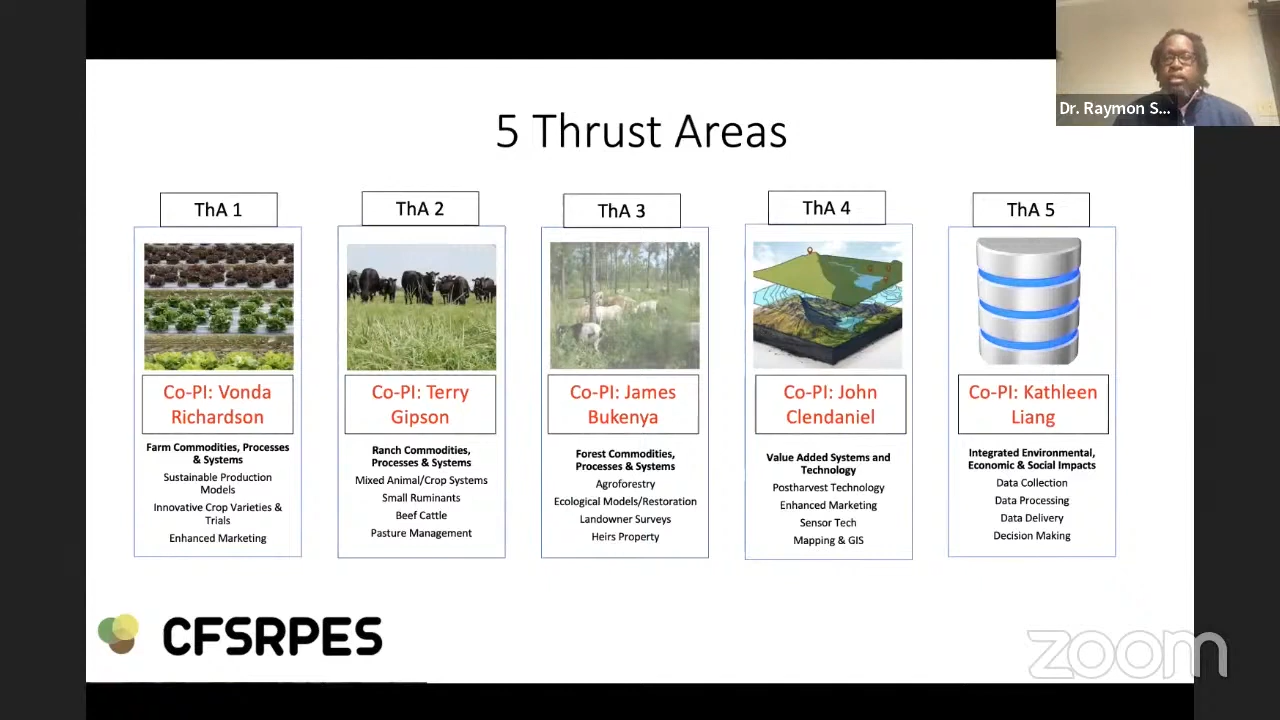 Dr. Raymon S...
5 Thrust Areas
ThA 1
Co-PI: Vonda
Richardson
Farm Commodities, Processes
& Systems
Sustainable Production
Models
Innovative Crop Varieties &
Trials
Enhanced Marketing
ThA 2
Co-PI: Terry
Gipson
Ranch Commodities,
Processes & Systems
Mixed Animal/Crop Systems
Small Ruminants
Beef Cattle
Pasture Management
ThA 3
Co-PI: James
Bukenya
Forest Commodities,
Processes & Systems
Agroforestry
Ecological Models/Restoration
Landowner Surveys
Heirs Property
ThA 4
Co-PI: John
Clendaniel
Value Added Systems and
Technology
Postharvest Technology
Enhanced Marketing
Sensor Tech
Mapping & GIS
ThA 5
Co-PI: Kathleen
Liang
Integrated Environmental,
Economic & Social Impacts
Data Collection
Data Processing
Data Delivery
Decision Making
CFSRPES
zoom